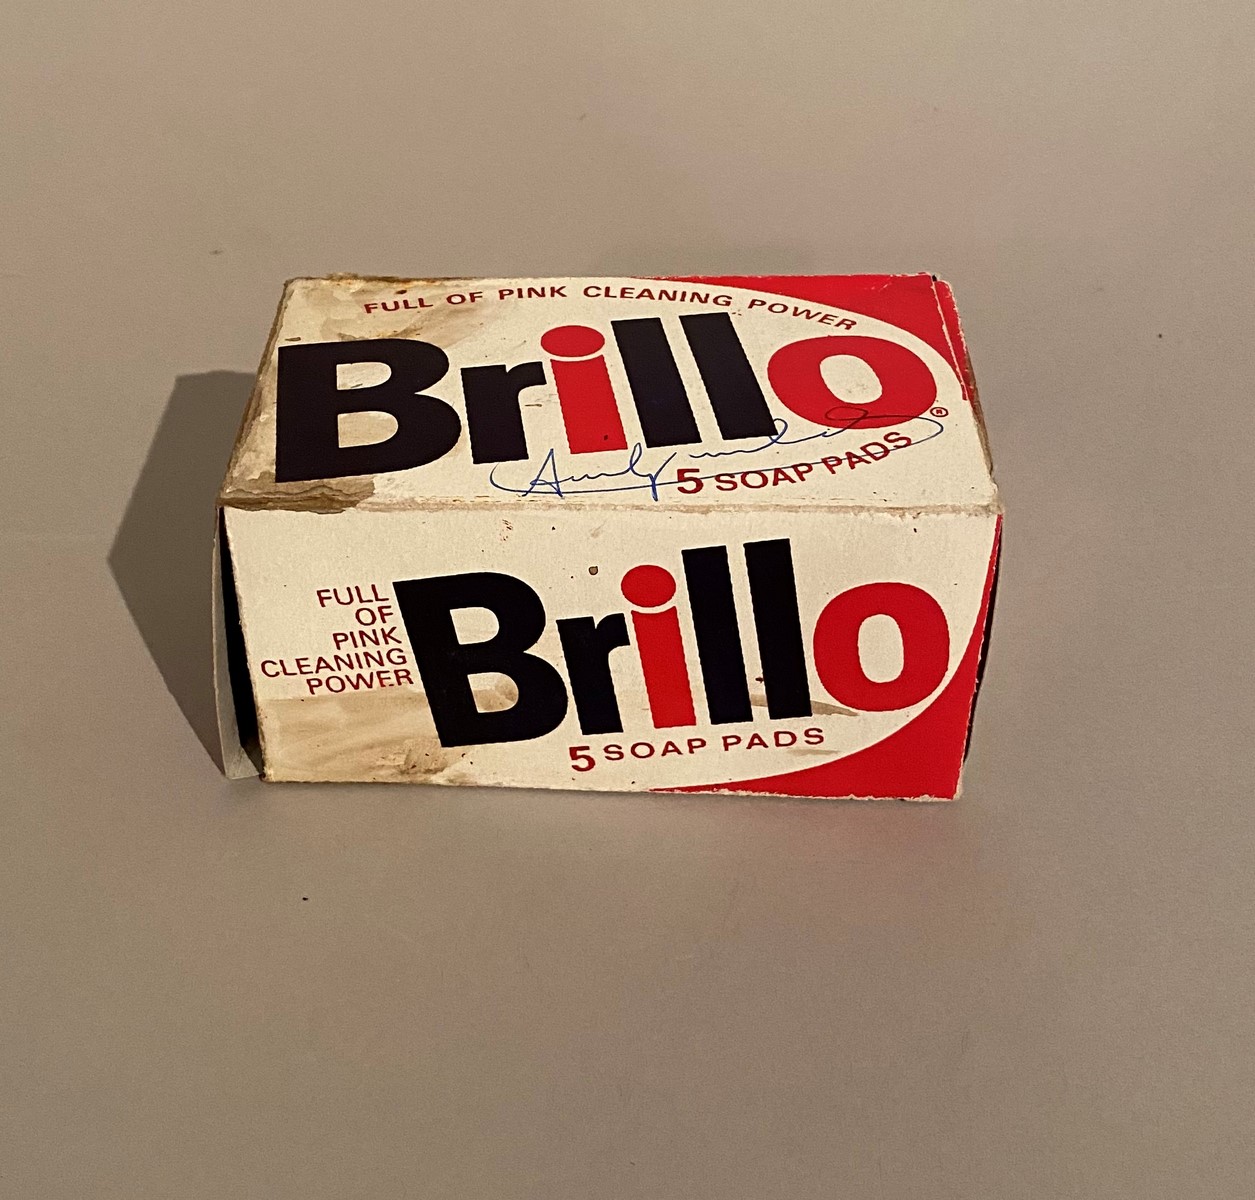 FULL OF PINK CLEANING POWER
Brillo®
5 SOAP PADS
FULL
OF
PINK
CLEANING
POWER
Brillo
5 SOAP PADS